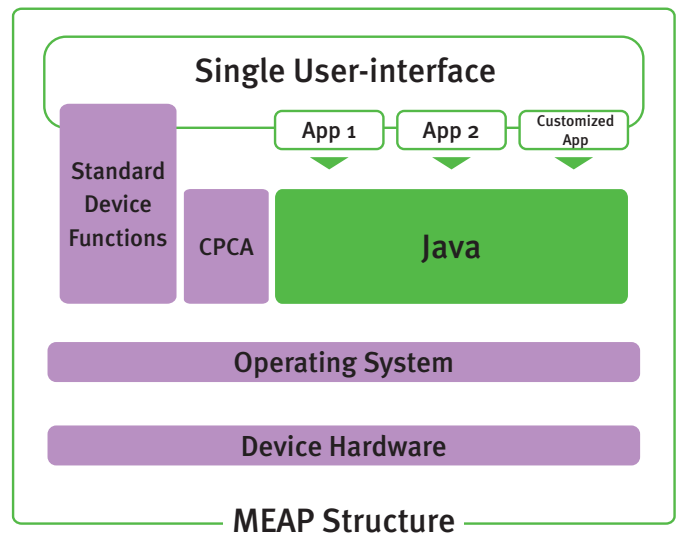 Single User-interface
App 1
App 2
Customized
App
Standard
Device
Functions
CPCA
Java
Operating System
Device Hardware
MEAP Structure